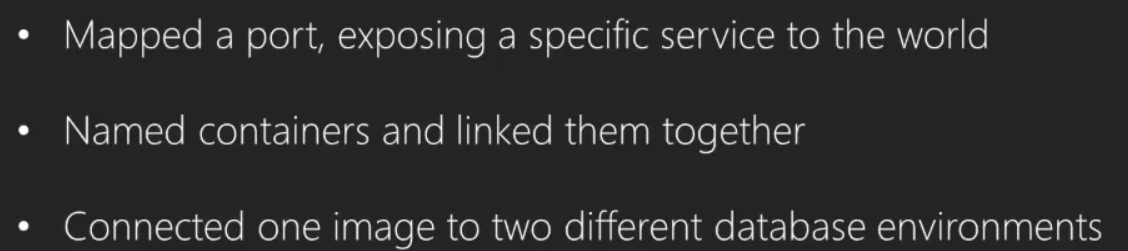 • Mapped a port, exposing a specific service to the world
• Named containers and linked them together
• Connected one image to two different database environments